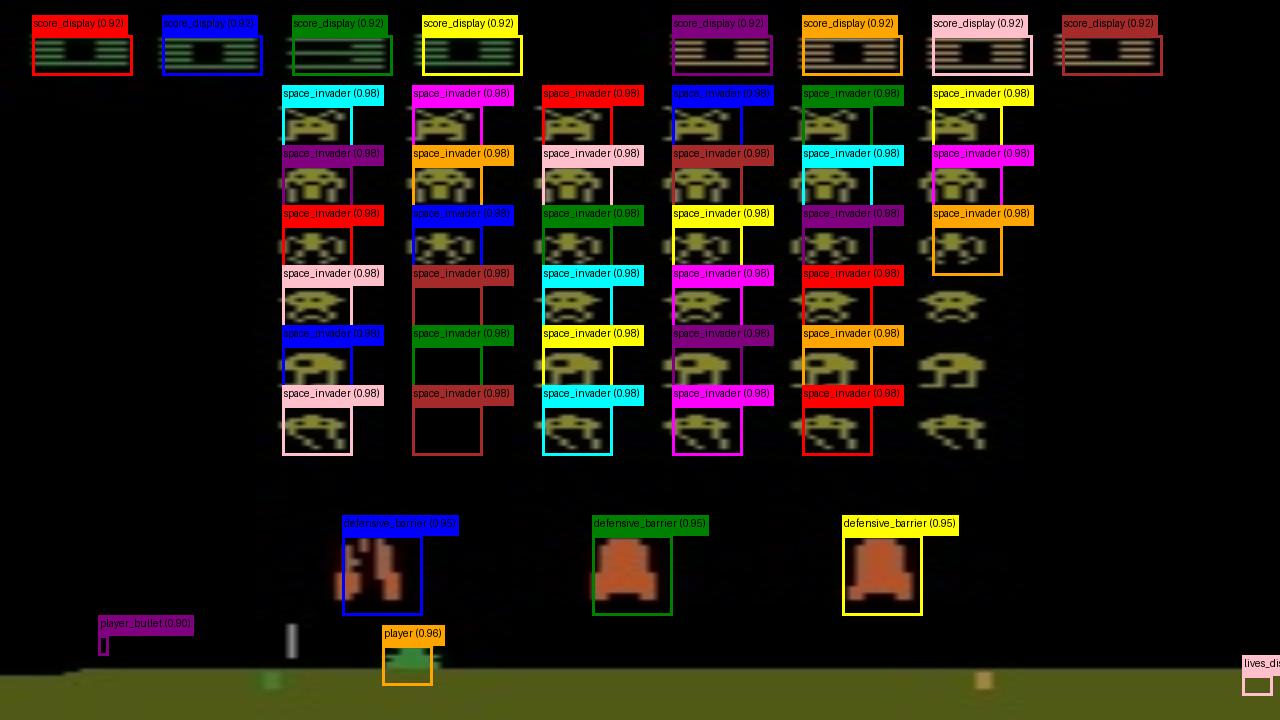 score_display (0.92) score_display (0.92) score_display (0.92) score_display (0.92) score_display (0.92) score_display (0.92) score_display (0.92) score_display (0.92)
space_invader (0.98) space_invader (0.98) space_invader (0.98) space_invader (0.98) space_invader (0.98) space_invader (0.98)
space_invader (0.98) space_invader (0.98) space_invader (0.98) space_invader (0.98) space_invader (0.98) space_invader (0.98)
space_invader (0.98) space_invader (0.98) space_invader (0.98) space_invader (0.98) space_invader (0.98) space_invader (0.98)
space_invader (0.98) space_invader (0.98) space_invader (0.98) space_invader (0.98) space_invader (0.98)
space_invader (0.98) space_invader (0.98) space_invader (0.98) space_invader (0.98) space_invader (0.98)
space_invader (0.98) space_invader (0.98) space_invader (0.98) space_invader (0.98) space_invader (0.98)
defensive_barrier (0.95) defensive_barrier (0.95) defensive_barrier (0.95)
player_bullet (0.90)
player (0.96)
lives_dis